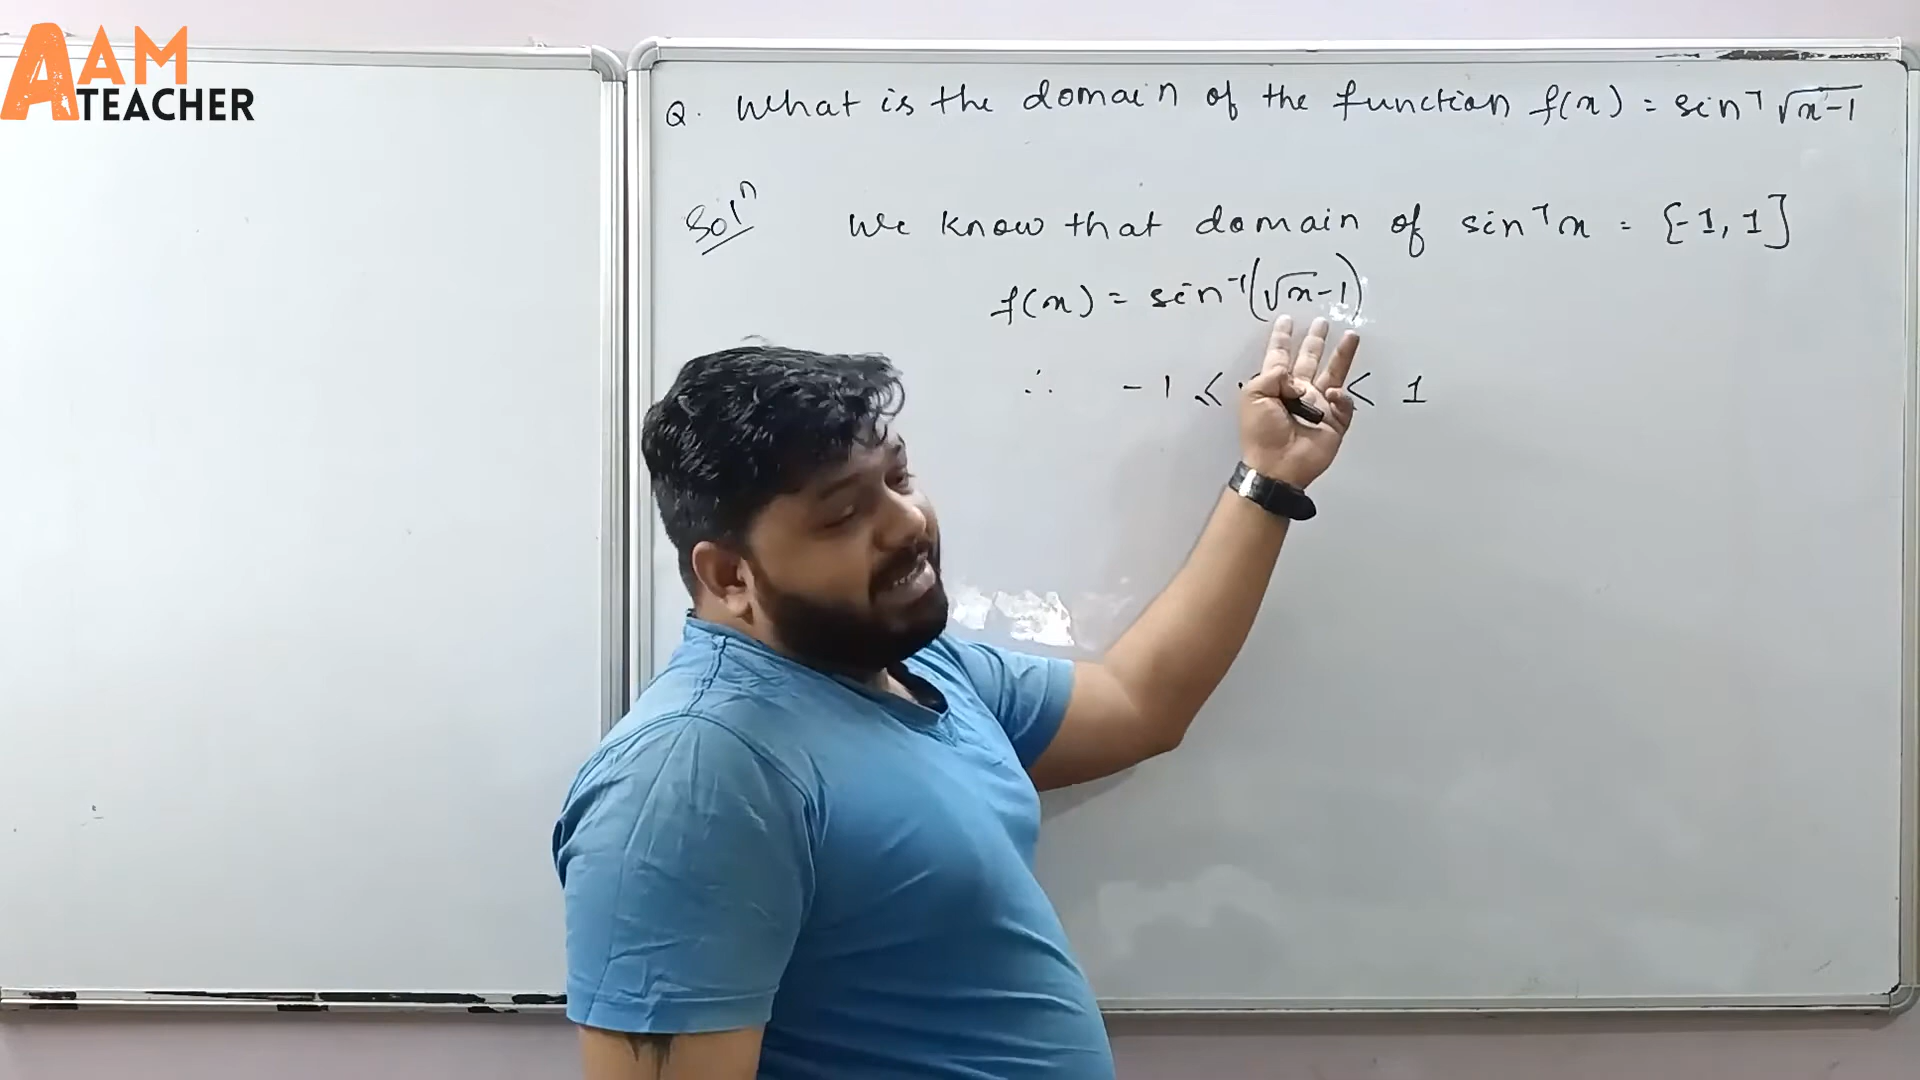 AAM
TEACHER
Q. What is the domain of the function f(x) = sin⁻¹ √(x-1)
Solⁿ We know that domain of sin⁻¹x = [-1, 1]
f(x) = sin⁻¹(√x-1)
∴ -1 ≤ < 1